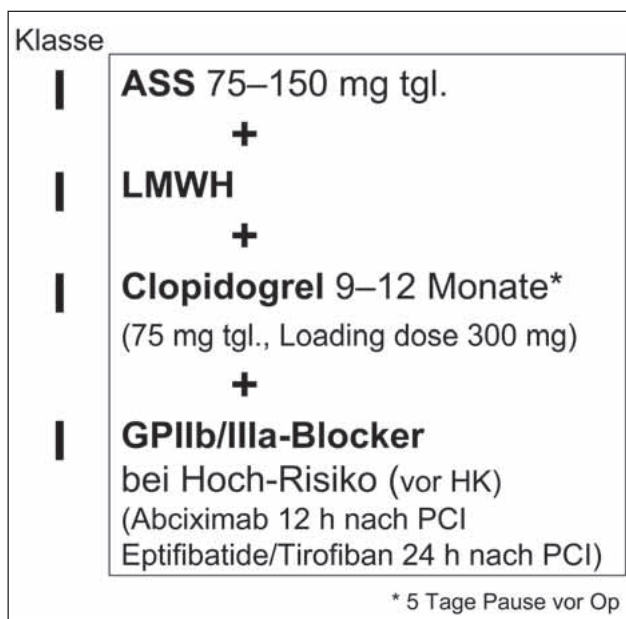 Klasse
I ASS 75–150 mg tgl.
+
I LMWH
+
I Clopidogrel 9–12 Monate*
(75 mg tgl., Loading dose 300 mg)
+
I GPIIb/IIIa-Blocker
bei Hoch-Risiko (vor HK)
(Abciximab 12 h nach PCI
Eptifibatide/Tirofiban 24 h nach PCI)
* 5 Tage Pause vor Op